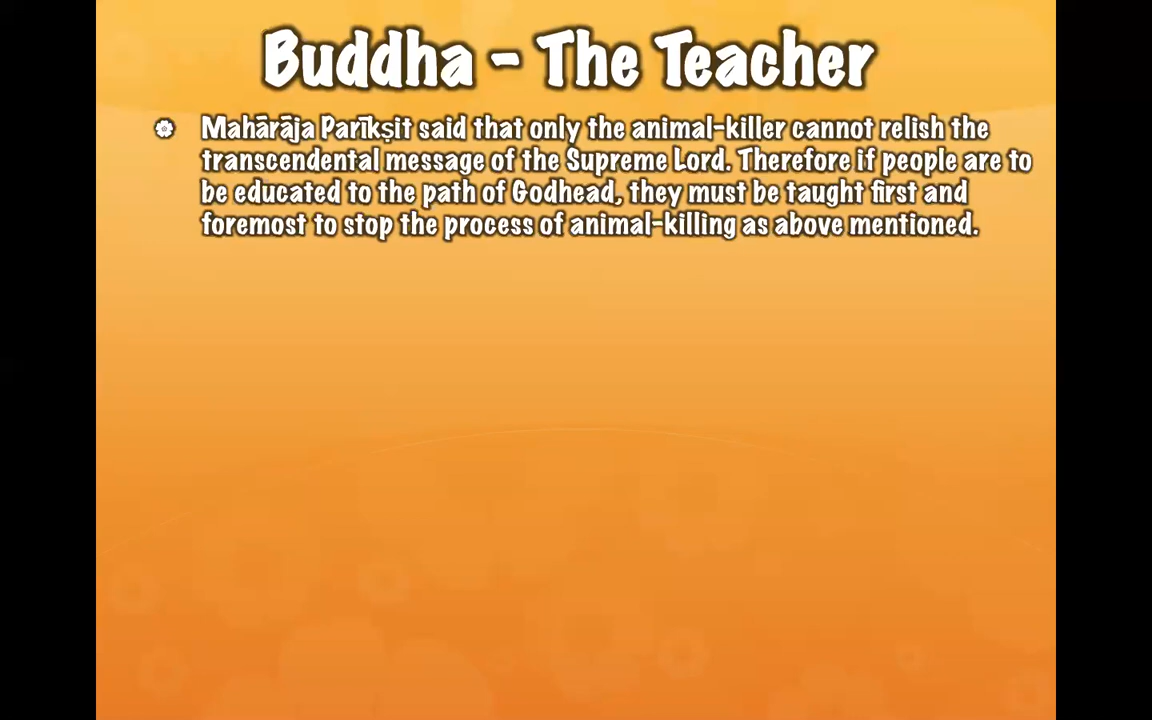 Buddha - The Teacher
Mahārāja Parīkṣit said that only the animal-killer cannot relish the
transcendental message of the Supreme Lord. Therefore if people are to
be educated to the path of Godhead, they must be taught first and
foremost to stop the process of animal-killing as above mentioned.